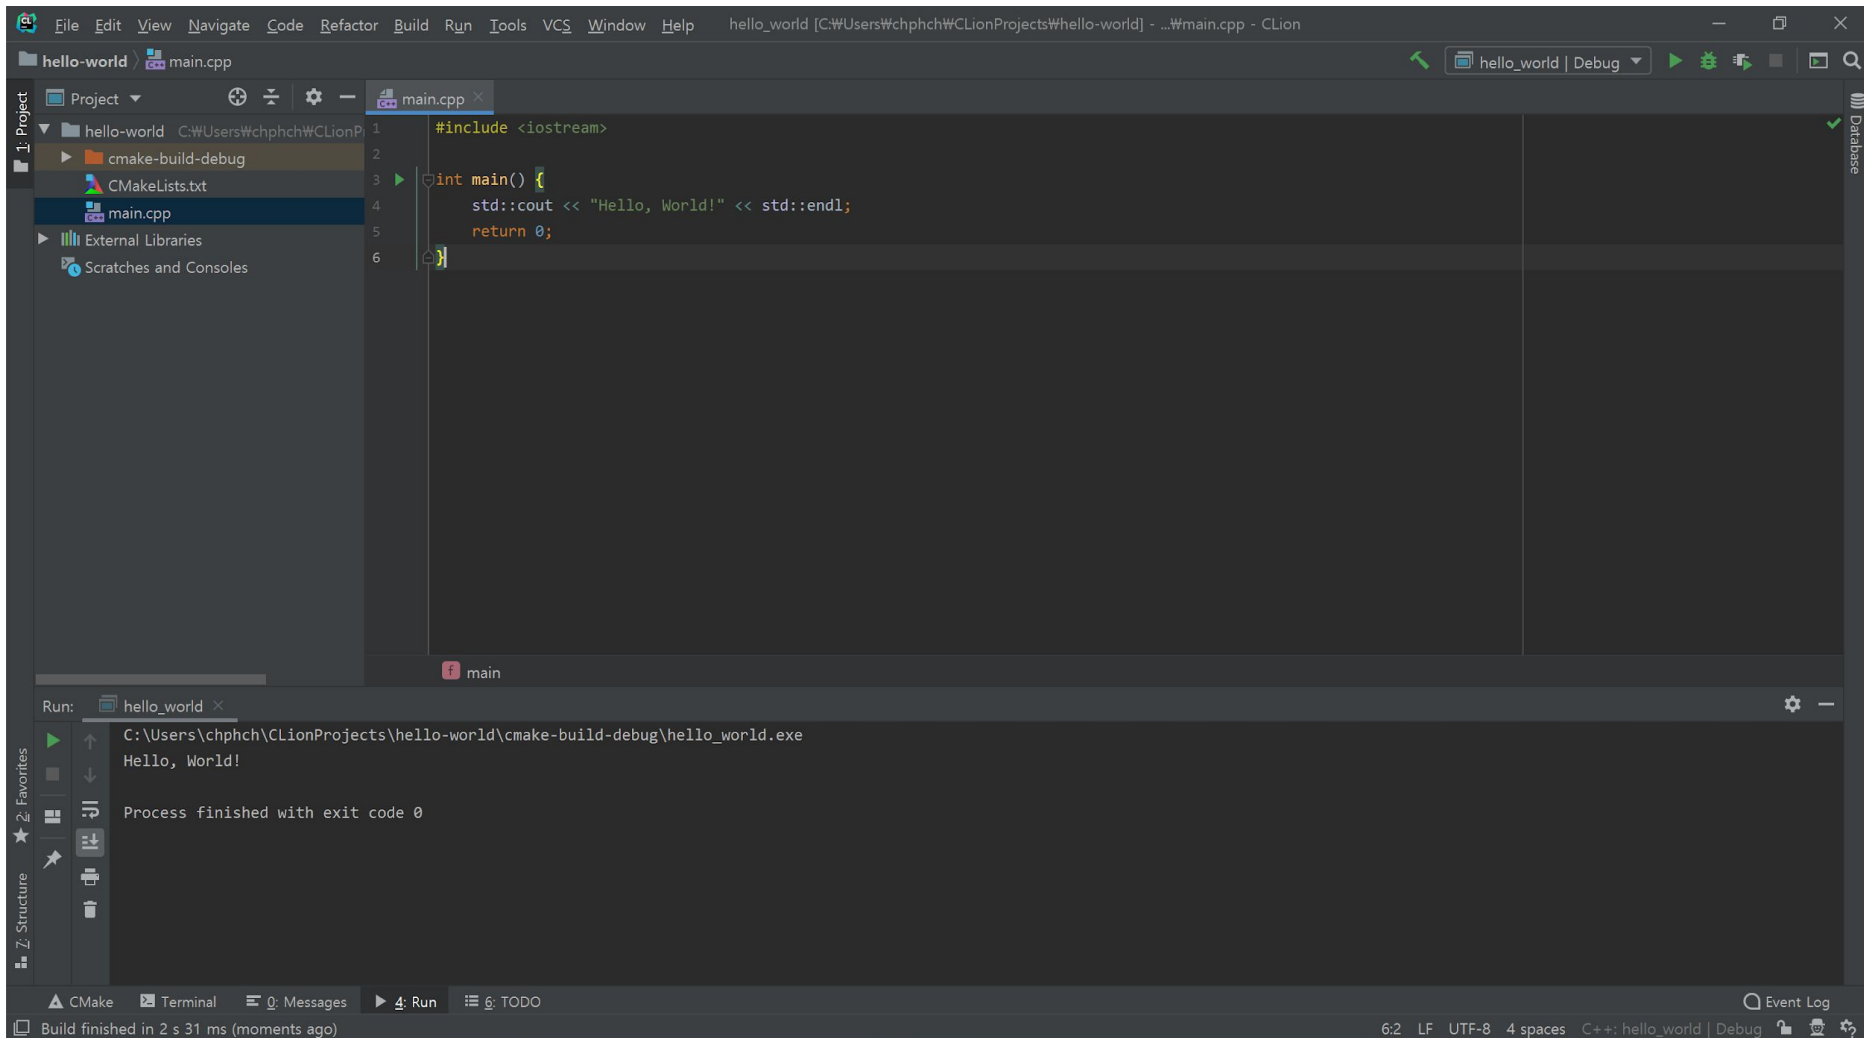 File Edit View Navigate Code Refactor Build Run Tools VCS Window Help hello_world [C:₩Users₩chphch₩CLionProjects₩hello-world] - ...₩main.cpp - CLion
hello-world main.cpp hello_world | Debug
1: Project
Project
hello-world C:₩Users₩chphch₩CLionP
cmake-build-debug
CMakeLists.txt
main.cpp
External Libraries
Scratches and Consoles
main.cpp
1 #include <iostream>
2
3 int main() {
4 std::cout << "Hello, World!" << std::endl;
5 return 0;
6 }
main
Database
Run: hello_world
C:\Users\chphch\CLionProjects\hello-world\cmake-build-debug\hello_world.exe
Hello, World!
Process finished with exit code 0
2: Favorites
7: Structure
CMake Terminal 0: Messages 4: Run 6: TODO Event Log
Build finished in 2 s 31 ms (moments ago) 6:2 LF UTF-8 4 spaces C++: hello_world | Debug